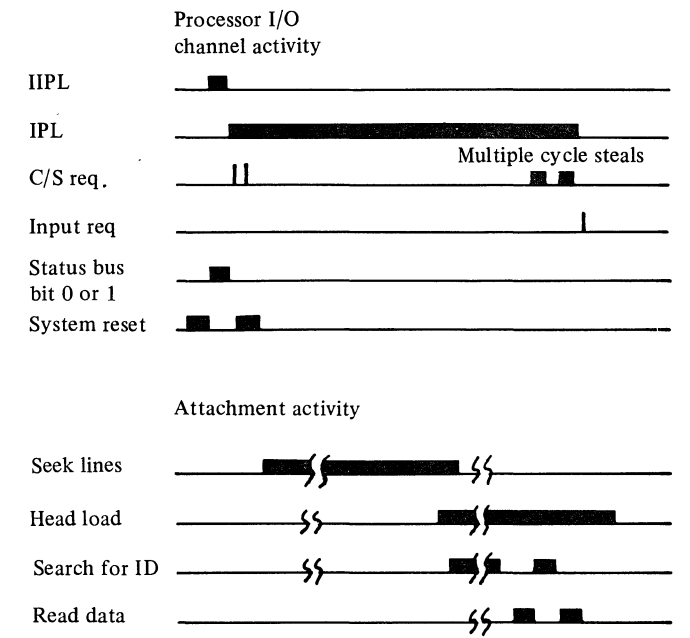 Processor I/O
channel activity
IIPL
IPL
Multiple cycle steals
C/S req.
Input req
Status bus
bit 0 or 1
System reset
Attachment activity
Seek lines
Head load
Search for ID
Read data